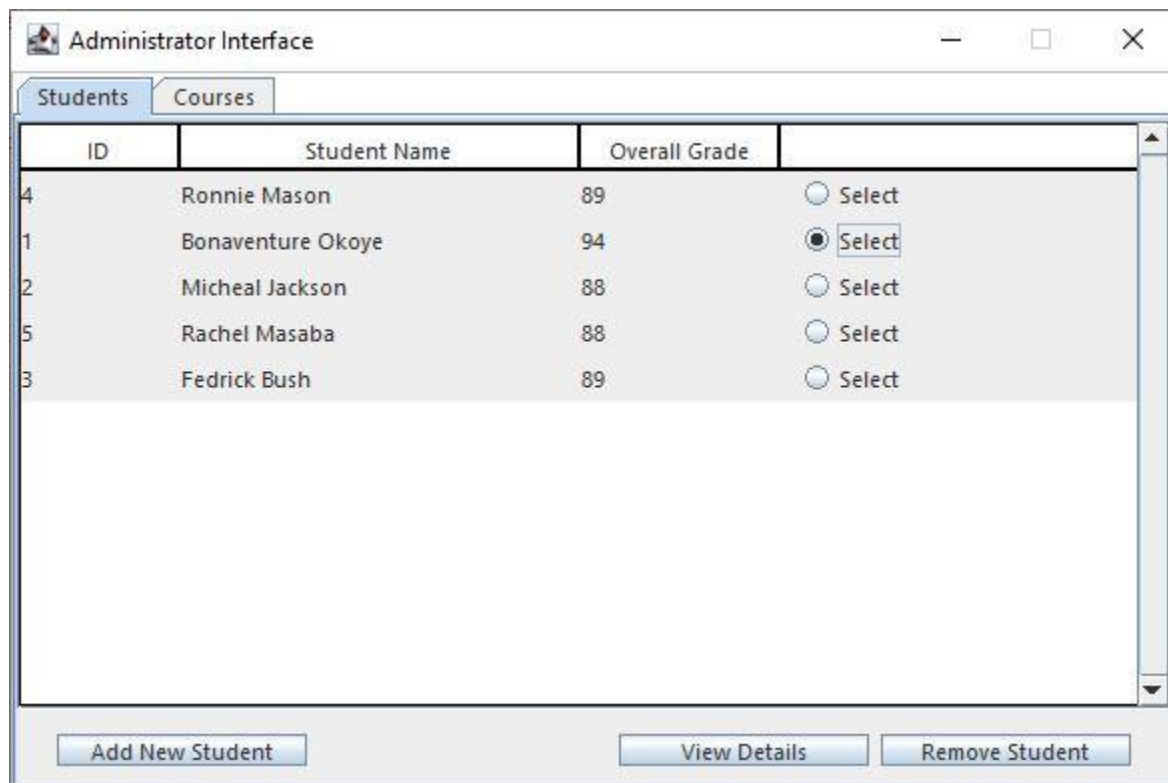 Administrator Interface
Students Courses
ID Student Name Overall Grade
4 Ronnie Mason 89 Select
1 Bonaventure Okoye 94 Select
2 Micheal Jackson 88 Select
5 Rachel Masaba 88 Select
3 Fedrick Bush 89 Select
Add New Student View Details Remove Student